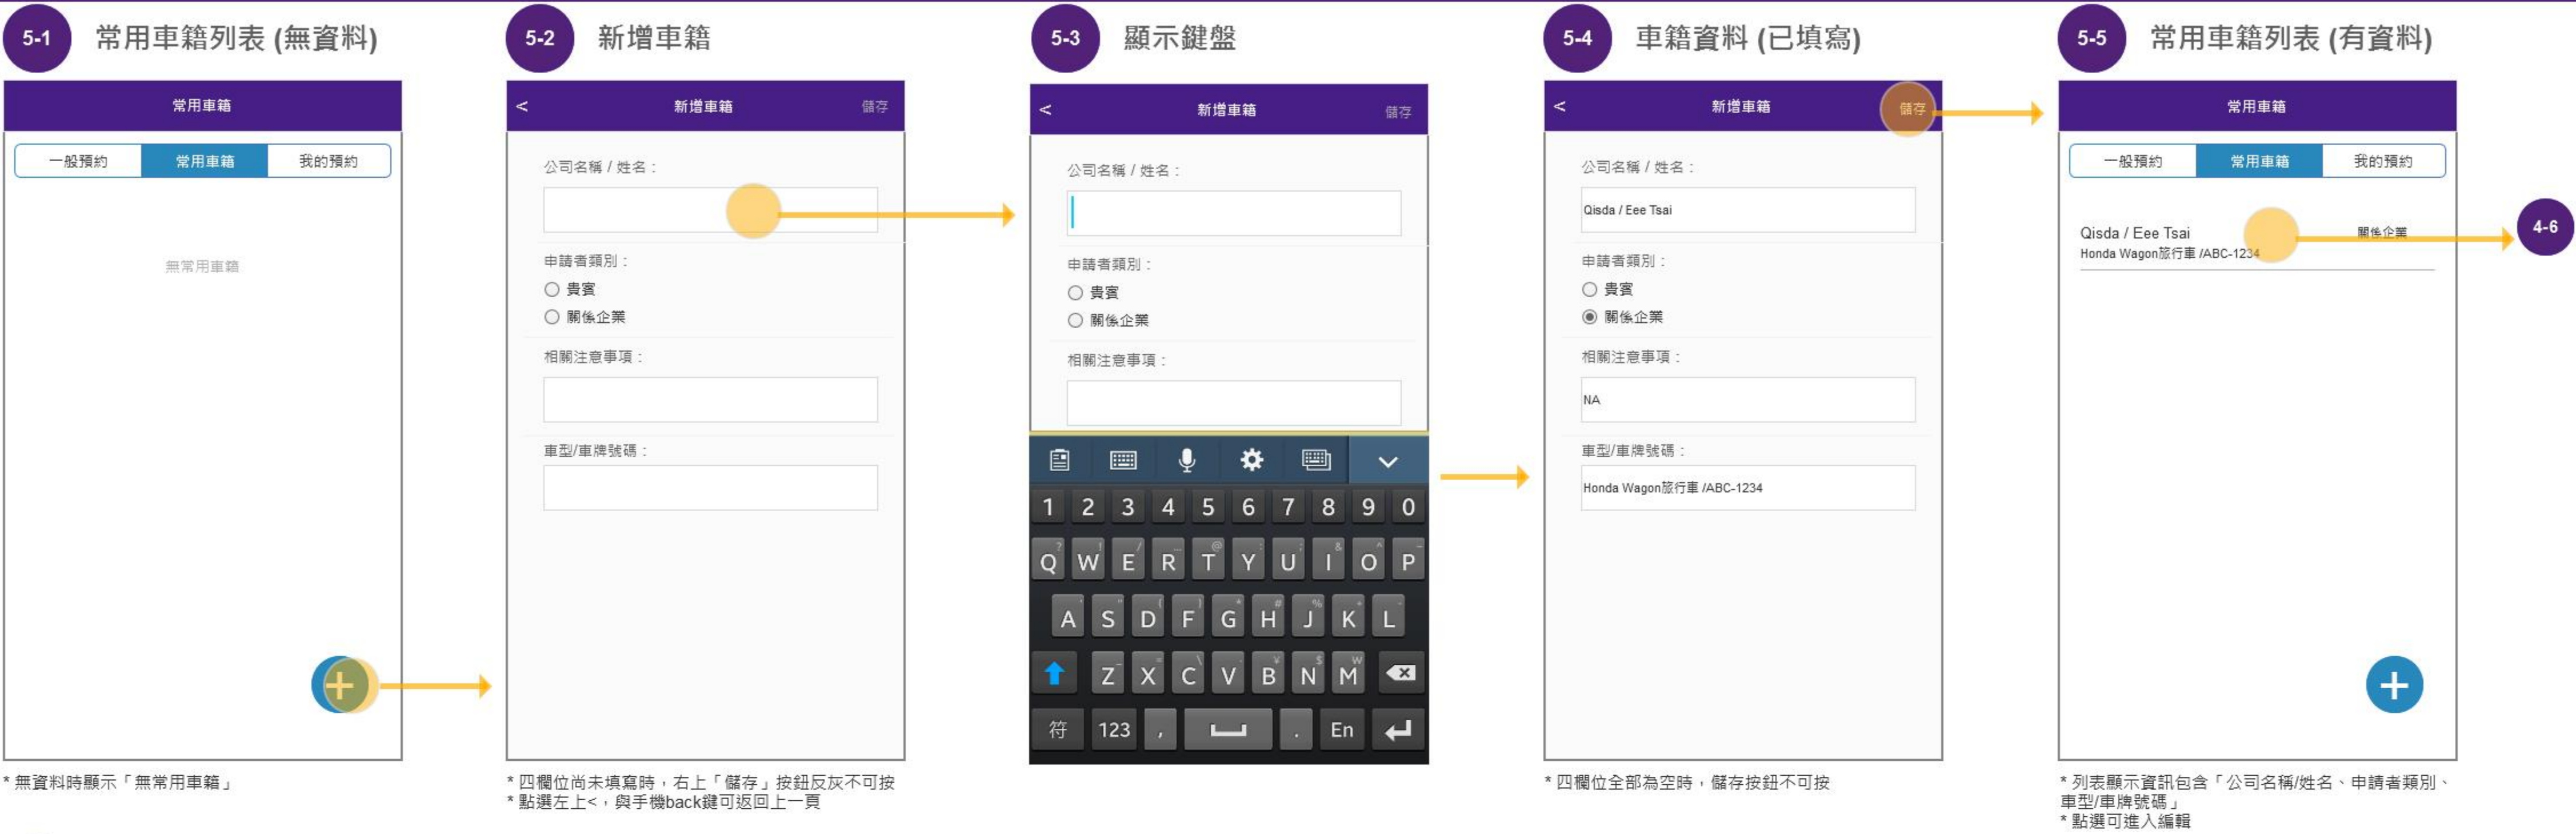 5-1 常用車籍列表 (無資料)
常用車籍
一般預約 常用車籍 我的預約
無常用車籍
* 無資料時顯示「無常用車籍」
5-2 新增車籍
< 新增車籍 儲存
公司名稱 / 姓名：
申請者類別：
貴賓
關係企業
相關注意事項：
車型/車牌號碼：
* 四欄位尚未填寫時，右上「儲存」按鈕反灰不可按
* 點選左上<，與手機back鍵可返回上一頁
5-3 顯示鍵盤
< 新增車籍 儲存
公司名稱 / 姓名：
申請者類別：
貴賓
關係企業
相關注意事項：
1 2 3 4 5 6 7 8 9 0
Q W E R T Y U I O P
A S D F G H J K L
Z X C V B N M
符 123 , . En
5-4 車籍資料 (已填寫)
< 新增車籍 儲存
公司名稱 / 姓名：
Qisda / Eee Tsai
申請者類別：
貴賓
關係企業
相關注意事項：
NA
車型/車牌號碼：
Honda Wagon旅行車 /ABC-1234
* 四欄位全部為空時，儲存按鈕不可按
5-5 常用車籍列表 (有資料)
常用車籍
一般預約 常用車籍 我的預約
Qisda / Eee Tsai 關係企業
Honda Wagon旅行車 /ABC-1234
4-6
* 列表顯示資訊包含「公司名稱/姓名、申請者類別、
車型/車牌號碼」
* 點選可進入編輯